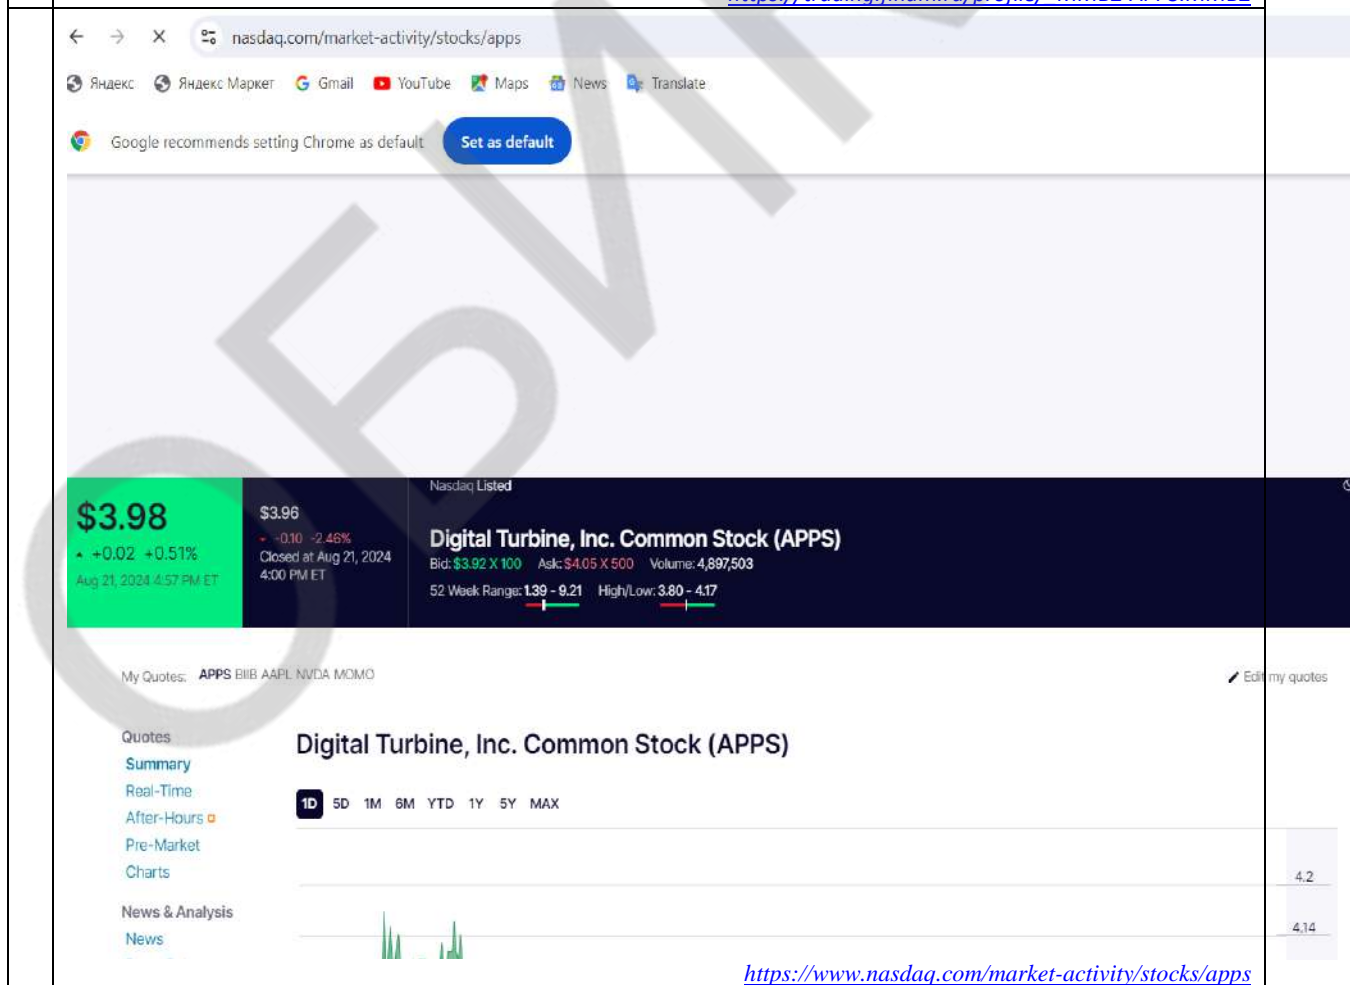 nasdaq.com/market-activity/stocks/apps
Яндекс Яндекс Маркет Gmail YouTube Maps News Translate
Google recommends setting Chrome as default Set as default
Nasdaq Listed
$3.98
+0.02 +0.51%
Aug 21, 2024 4:57 PM ET
$3.96
-0.10 -2.46%
Closed at Aug 21, 2024
4:00 PM ET
Digital Turbine, Inc. Common Stock (APPS)
Bid: $3.92 X 100 Ask: $4.05 X 500 Volume: 4,897,503
52 Week Range: 1.39 - 9.21 High/Low: 3.80 - 4.17
My Quotes: APPS BIIB AAPL NVDA MOMO
Edit my quotes
Quotes
Summary
Real-Time
After-Hours
Pre-Market
Charts
News & Analysis
News
Digital Turbine, Inc. Common Stock (APPS)
1D 5D 1M 6M YTD 1Y 5Y MAX
4.2
4.14
https://www.nasdaq.com/market-activity/stocks/apps